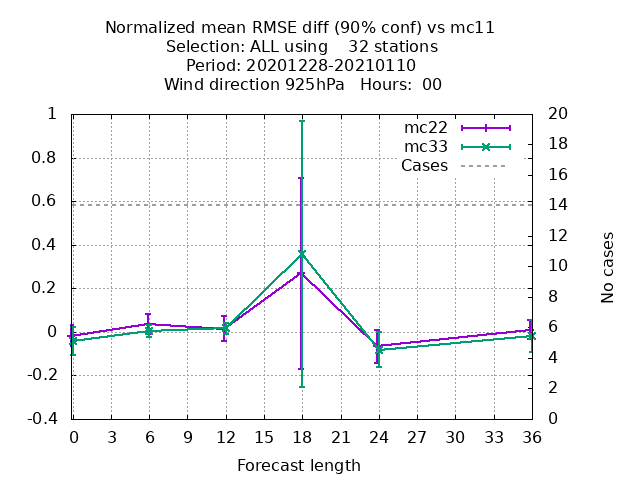 Normalized mean RMSE diff (90% conf) vs mc11
Selection: ALL using    32 stations
Period: 20201228-20210110
Wind direction 925hPa   Hours:  00
1
0.8
0.6
0.4
0.2
0
-0.2
-0.4
20
18
16
14
12
10
8
6
4
2
0
No cases
mc22
mc33
Cases
0 3 6 9 12 15 18 21 24 27 30 33 36
Forecast length